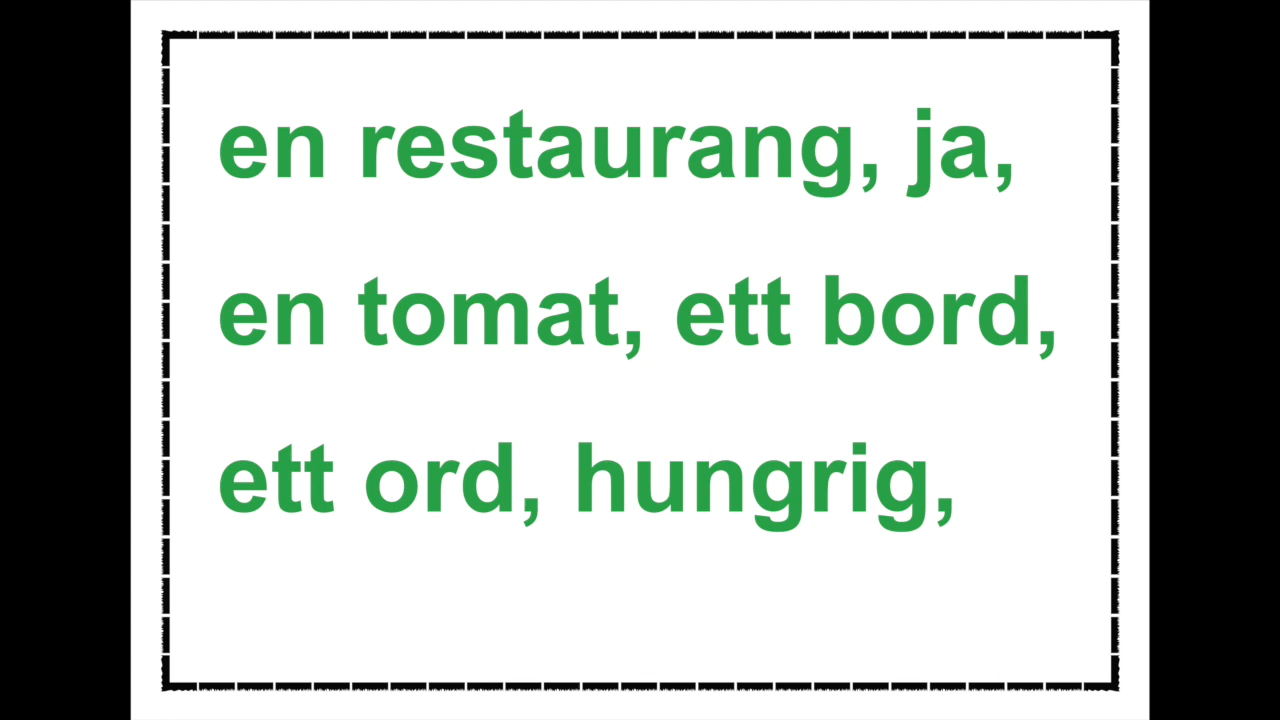 en restaurang, ja,
en tomat, ett bord,
ett ord, hungrig,